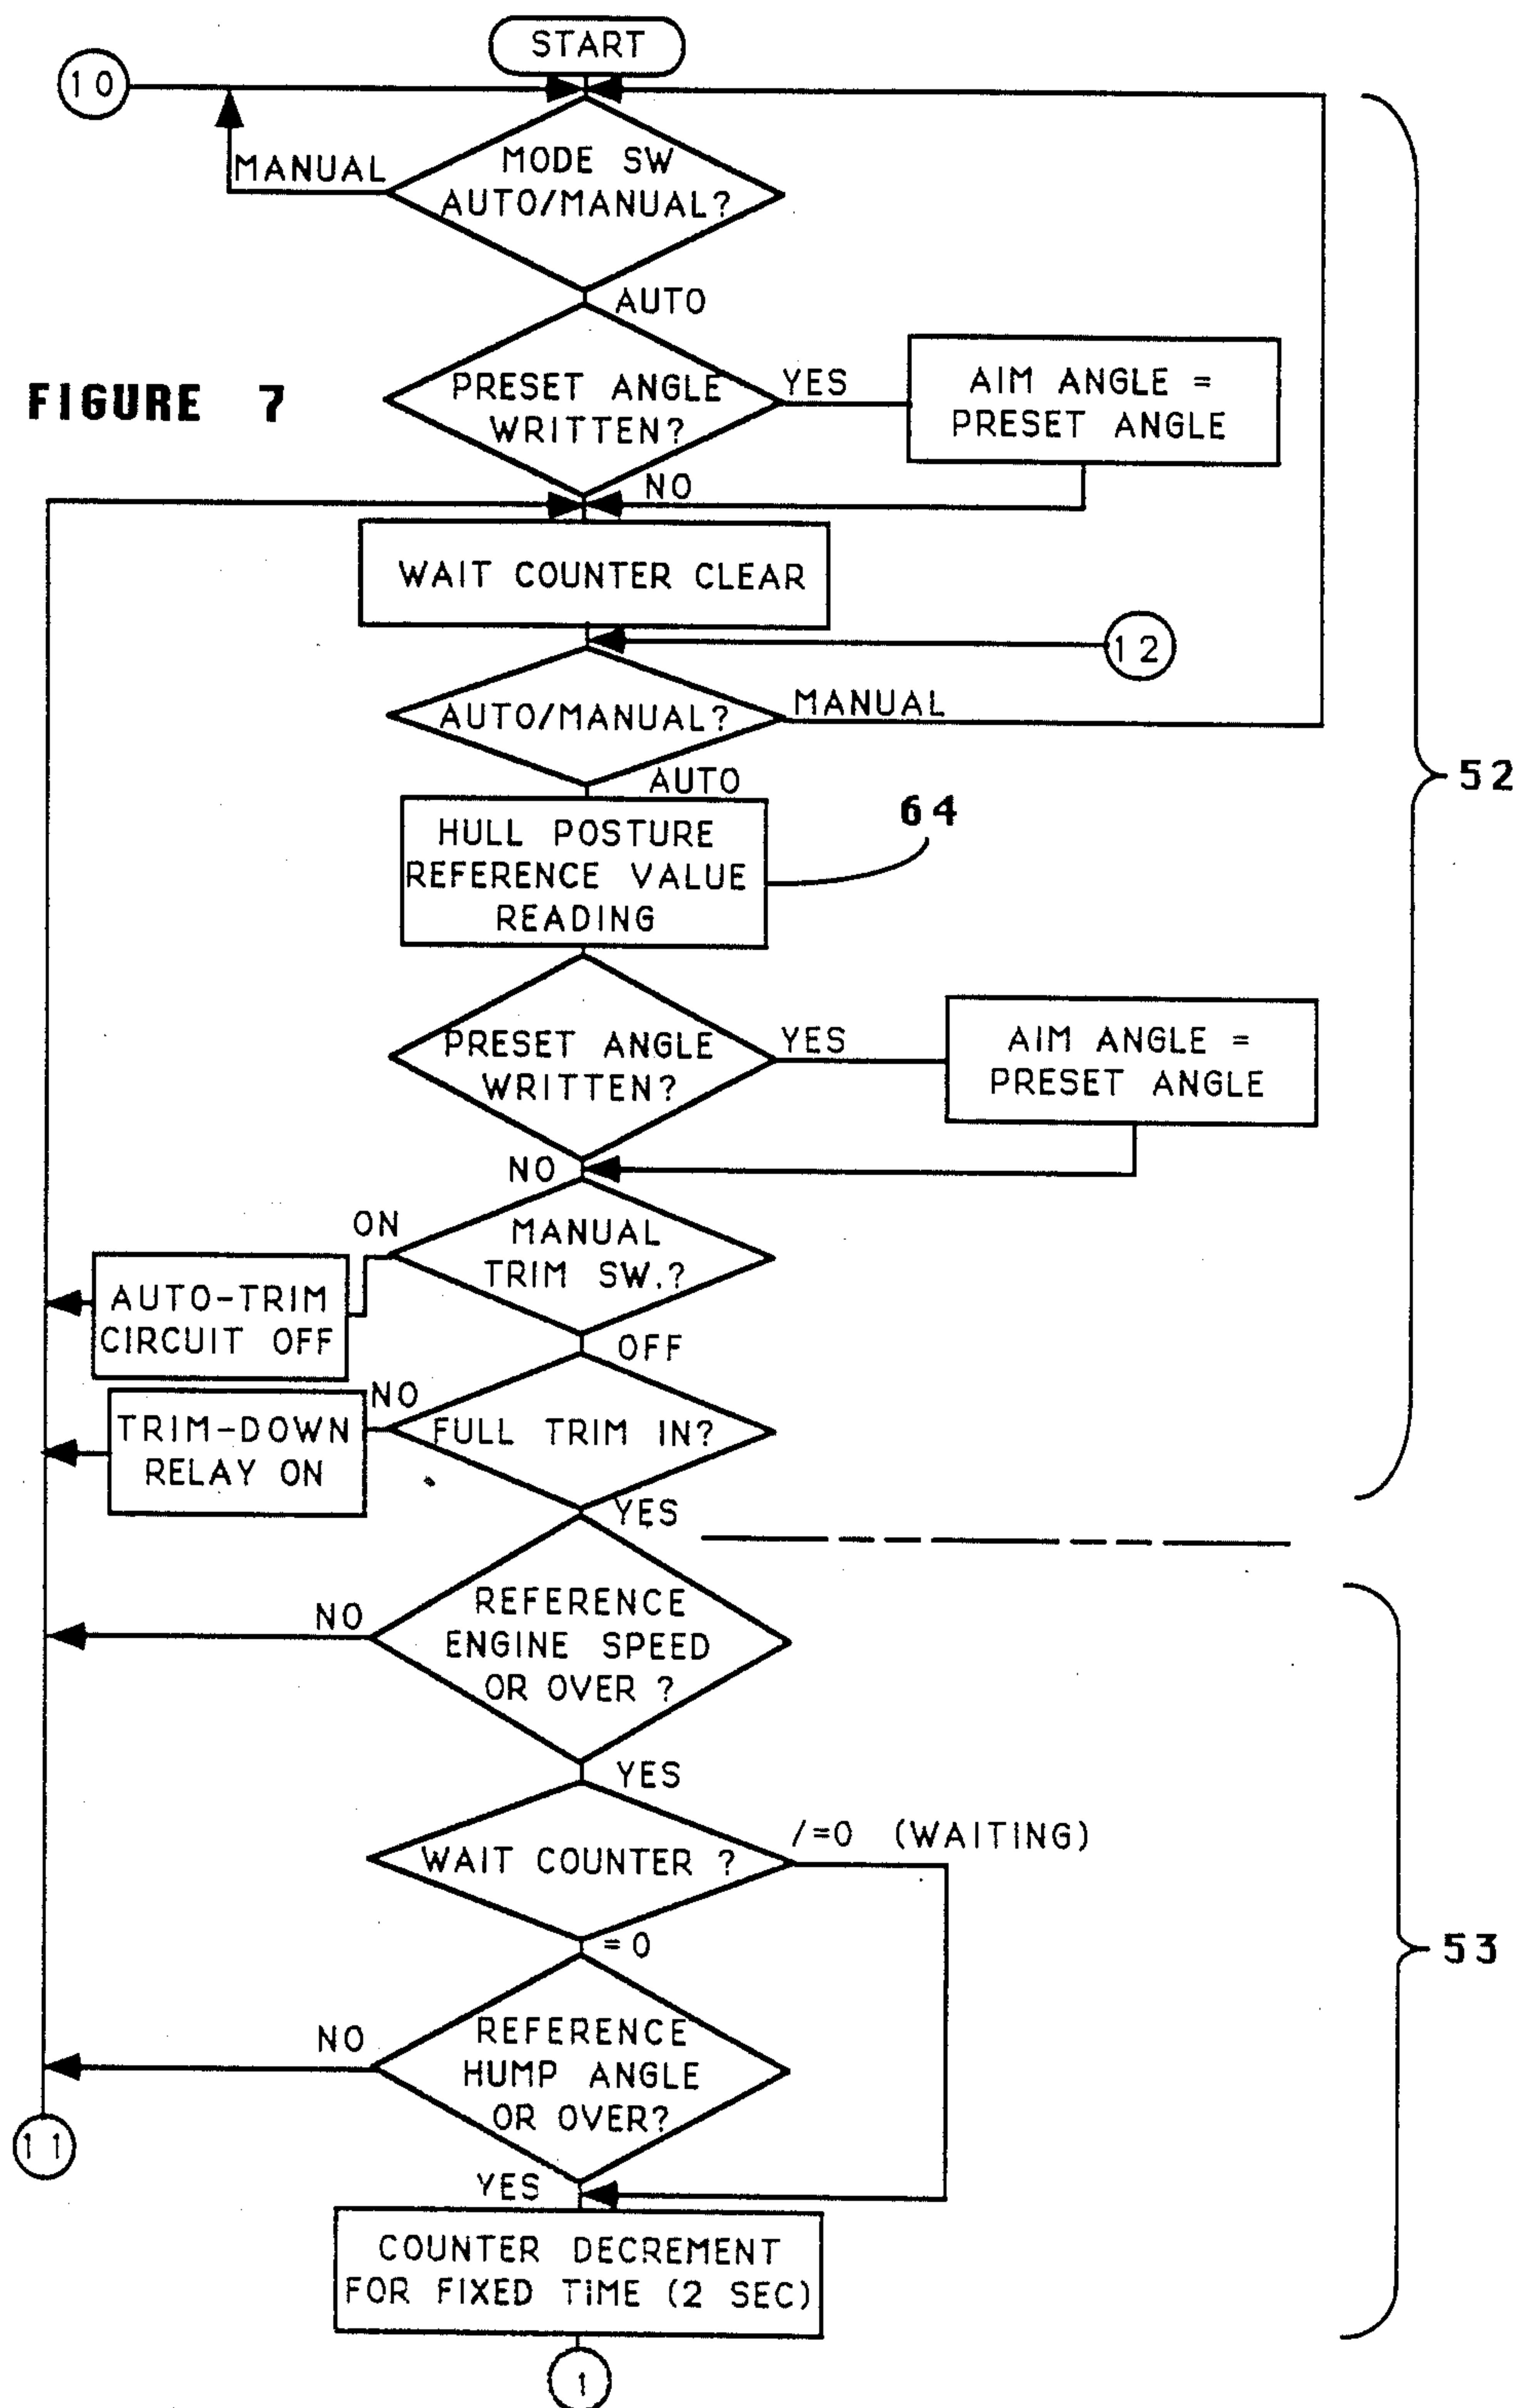 START
10
MANUAL
MODE SW
AUTO/MANUAL?
AUTO
FIGURE 7
PRESET ANGLE
WRITTEN?
YES
AIM ANGLE =
PRESET ANGLE
NO
WAIT COUNTER CLEAR
12
AUTO/MANUAL?
MANUAL
AUTO
52
HULL POSTURE
REFERENCE VALUE
READING
64
PRESET ANGLE
WRITTEN?
YES
AIM ANGLE =
PRESET ANGLE
NO
ON
MANUAL
TRIM SW.?
AUTO-TRIM
CIRCUIT OFF
OFF
NO
TRIM-DOWN
RELAY ON
FULL TRIM IN?
YES
NO
REFERENCE
ENGINE SPEED
OR OVER ?
YES
WAIT COUNTER ?
/=0 (WAITING)
=0
53
NO
REFERENCE
HUMP ANGLE
OR OVER?
11
YES
COUNTER DECREMENT
FOR FIXED TIME (2 SEC)
1